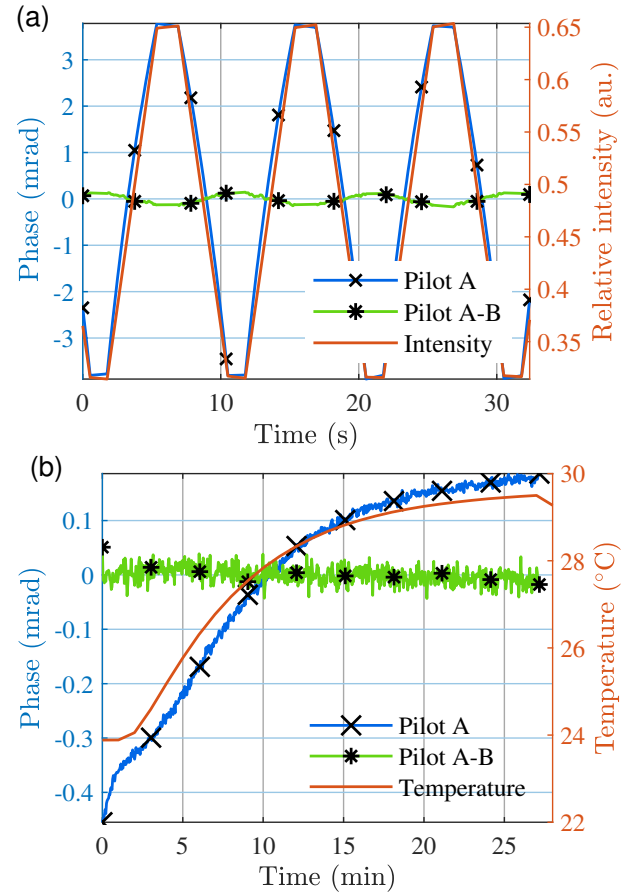 (a)
3
2
1
0
-1
-2
-3
Phase (mrad)
0.65
0.6
0.55
0.5
0.45
0.4
0.35
Relative intensity (au.)
Pilot A
Pilot A-B
Intensity
0 10 20 30
Time (s)
(b)
0.1
0
-0.1
-0.2
-0.3
-0.4
Phase (mrad)
30
28
26
24
22
Temperature (°C)
Pilot A
Pilot A-B
Temperature
0 5 10 15 20 25
Time (min)